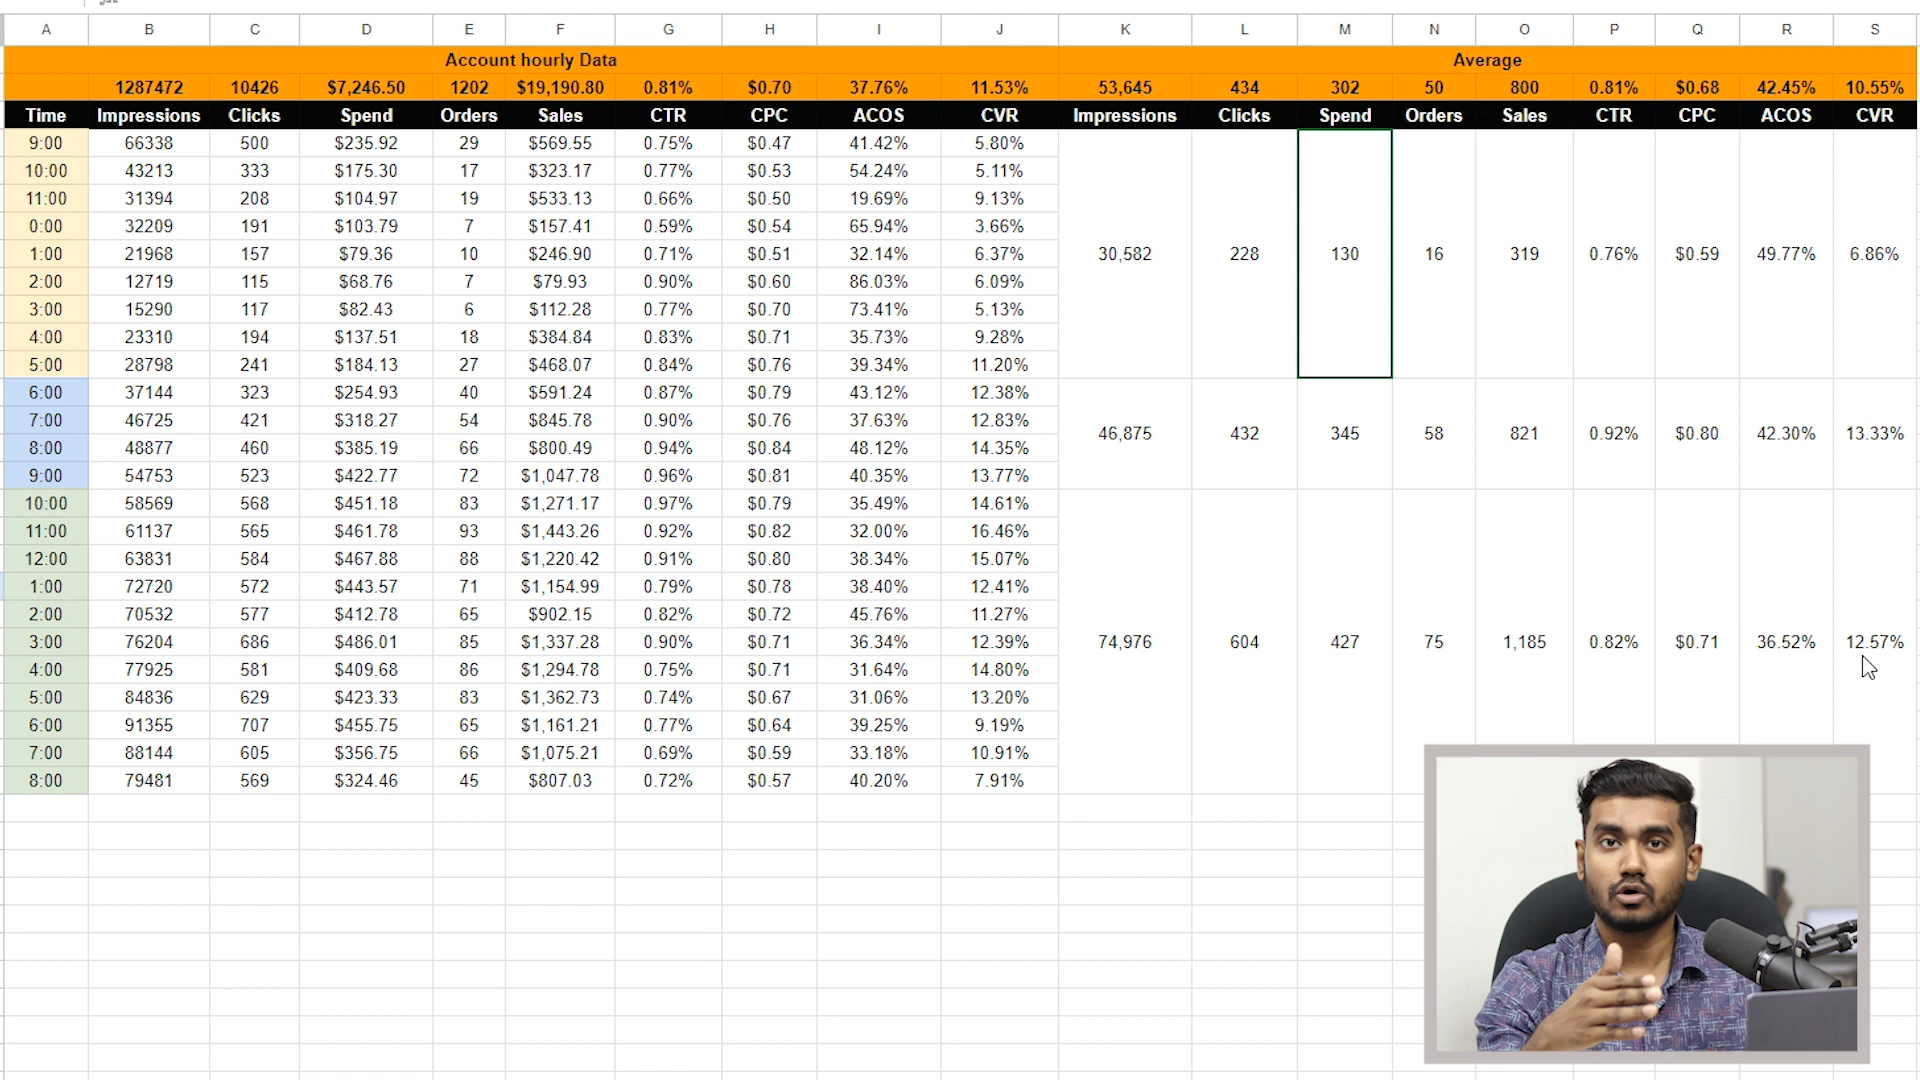 A B C D E F G H I J K L M N O P Q R S
Account hourly Data Average
1287472 10426 $7,246.50 1202 $19,190.80 0.81% $0.70 37.76% 11.53% 53,645 434 302 50 800 0.81% $0.68 42.45% 10.55%
Time Impressions Clicks Spend Orders Sales CTR CPC ACOS CVR Impressions Clicks Spend Orders Sales CTR CPC ACOS CVR
9:00 66338 500 $235.92 29 $569.55 0.75% $0.47 41.42% 5.80%
10:00 43213 333 $175.30 17 $323.17 0.77% $0.53 54.24% 5.11%
11:00 31394 208 $104.97 19 $533.13 0.66% $0.50 19.69% 9.13%
0:00 32209 191 $103.79 7 $157.41 0.59% $0.54 65.94% 3.66%
1:00 21968 157 $79.36 10 $246.90 0.71% $0.51 32.14% 6.37% 30,582 228 130 16 319 0.76% $0.59 49.77% 6.86%
2:00 12719 115 $68.76 7 $79.93 0.90% $0.60 86.03% 6.09%
3:00 15290 117 $82.43 6 $112.28 0.77% $0.70 73.41% 5.13%
4:00 23310 194 $137.51 18 $384.84 0.83% $0.71 35.73% 9.28%
5:00 28798 241 $184.13 27 $468.07 0.84% $0.76 39.34% 11.20%
6:00 37144 323 $254.93 40 $591.24 0.87% $0.79 43.12% 12.38%
7:00 46725 421 $318.27 54 $845.78 0.90% $0.76 37.63% 12.83% 46,875 432 345 58 821 0.92% $0.80 42.30% 13.33%
8:00 48877 460 $385.19 66 $800.49 0.94% $0.84 48.12% 14.35%
9:00 54753 523 $422.77 72 $1,047.78 0.96% $0.81 40.35% 13.77%
10:00 58569 568 $451.18 83 $1,271.17 0.97% $0.79 35.49% 14.61%
11:00 61137 565 $461.78 93 $1,443.26 0.92% $0.82 32.00% 16.46%
12:00 63831 584 $467.88 88 $1,220.42 0.91% $0.80 38.34% 15.07%
1:00 72720 572 $443.57 71 $1,154.99 0.79% $0.78 38.40% 12.41%
2:00 70532 577 $412.78 65 $902.15 0.82% $0.72 45.76% 11.27%
3:00 76204 686 $486.01 85 $1,337.28 0.90% $0.71 36.34% 12.39% 74,976 604 427 75 1,185 0.82% $0.71 36.52% 12.57%
4:00 77925 581 $409.68 86 $1,294.78 0.75% $0.71 31.64% 14.80%
5:00 84836 629 $423.33 83 $1,362.73 0.74% $0.67 31.06% 13.20%
6:00 91355 707 $455.75 65 $1,161.21 0.77% $0.64 39.25% 9.19%
7:00 88144 605 $356.75 66 $1,075.21 0.69% $0.59 33.18% 10.91%
8:00 79481 569 $324.46 45 $807.03 0.72% $0.57 40.20% 7.91%